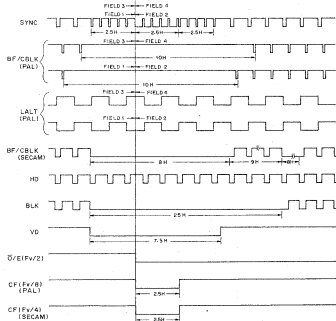 FIELD 3 FIELD 4
FIELD 1 FIELD 2
SYNC
2.5H 2.5H 2.5H
FIELD 3 FIELD 4
BF/CBLK
(PAL)
10H
FIELD 1 FIELD 2
10H
LALT
(PAL)
FIELD 3 FIELD 4
FIELD 1 FIELD 2
BF/CBLK
(SECAM)
8H 9H
HD
BLK
25H
VD
7.5H
O̅/E(Fv/2)
CF(Fv/8)
(PAL)
2.5H
CF(Fv/4)
(SECAM)
2.5H